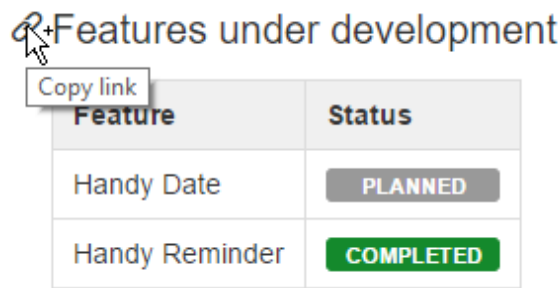 Features under development
Copy link
Feature Status
Handy Date PLANNED
Handy Reminder COMPLETED